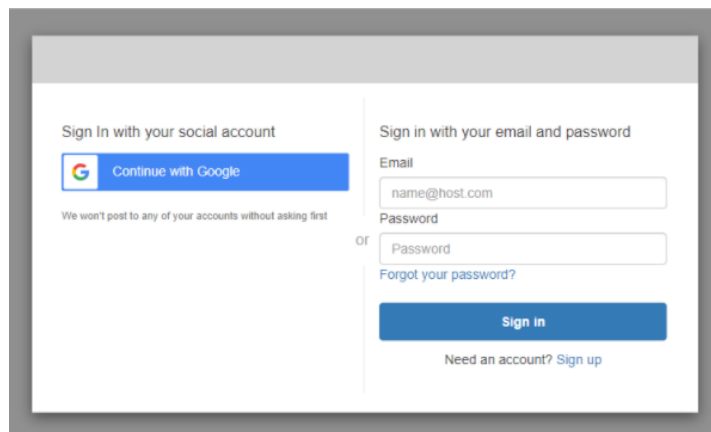 Sign In with your social account
Continue with Google
We won't post to any of your accounts without asking first
or
Sign in with your email and password
Email
name@host.com
Password
Password
Forgot your password?
Sign in
Need an account? Sign up